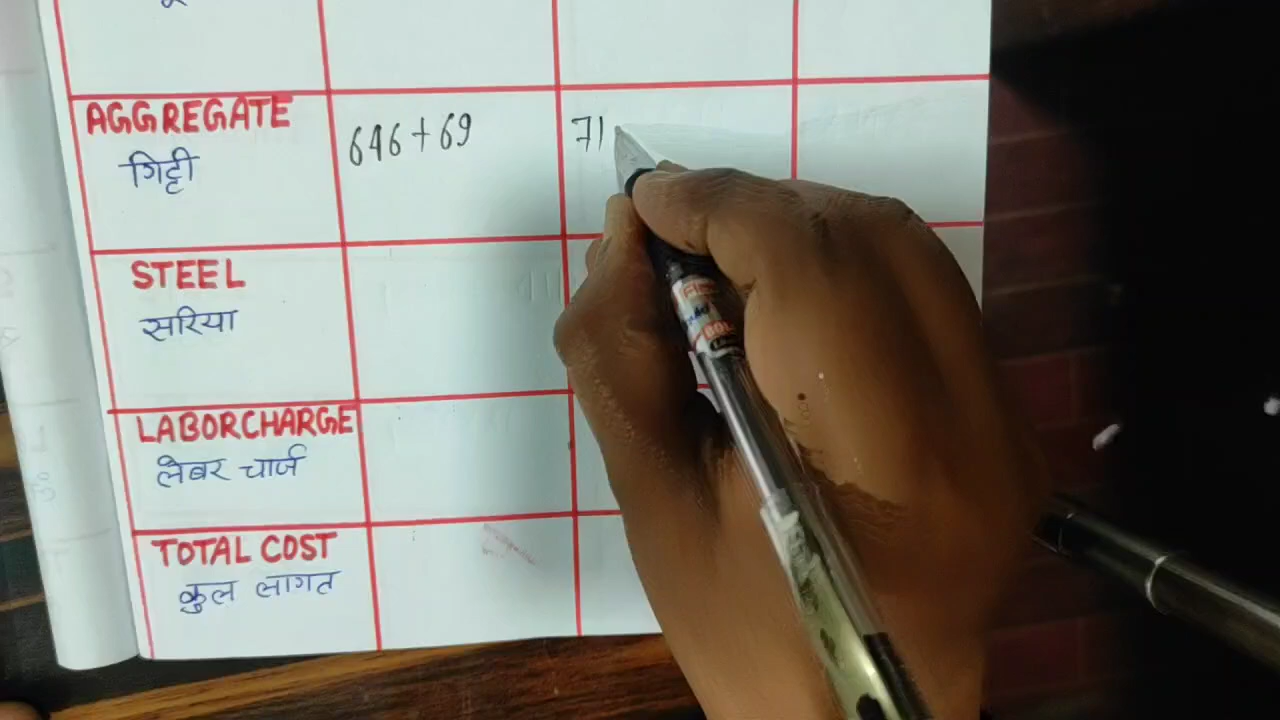 AGGREGATE 646+69 71
गिट्टी
STEEL
सरिया
LABORCHARGE
लेबर चार्ज
TOTAL COST
कुल लागत